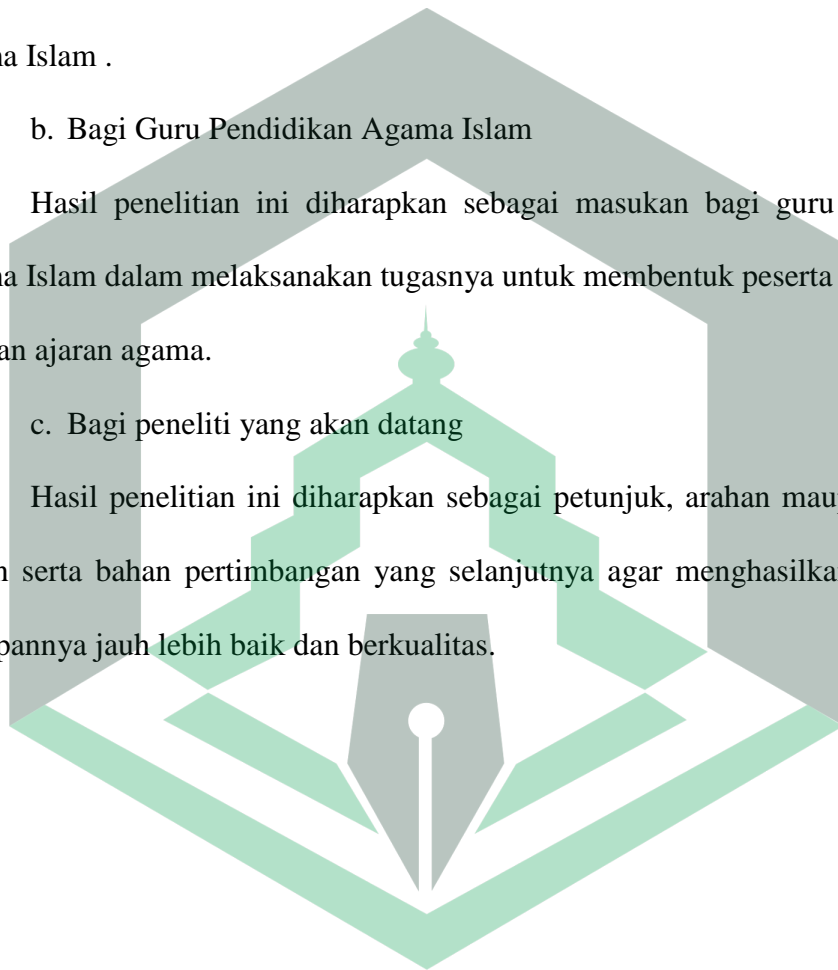 na Islam .
b. Bagi Guru Pendidikan Agama Islam
Hasil penelitian ini diharapkan sebagai masukan bagi guru
na Islam dalam melaksanakan tugasnya untuk membentuk peserta
an ajaran agama.
c. Bagi peneliti yang akan datang
Hasil penelitian ini diharapkan sebagai petunjuk, arahan mau
n serta bahan pertimbangan yang selanjutnya agar menghasilka
pannya jauh lebih baik dan berkualitas.